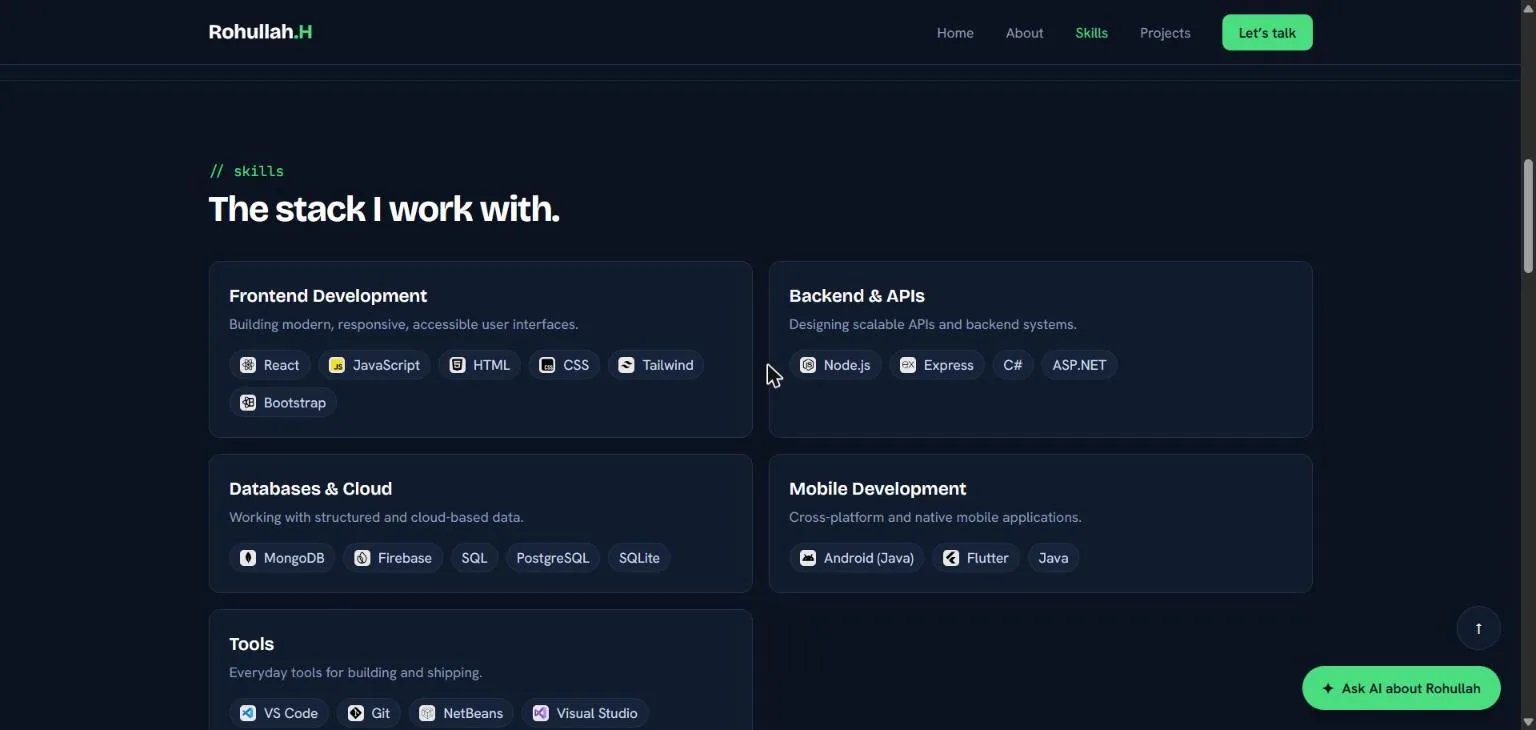 Rohullah.H
Home
About
Skills
Projects
Let's talk
// skills
The stack I work with.
Frontend Development
Building modern, responsive, accessible user interfaces.
React
JavaScript
HTML
CSS
Tailwind
Bootstrap
Backend & APIs
Designing scalable APIs and backend systems.
Node.js
Express
C#
ASP.NET
Databases & Cloud
Working with structured and cloud-based data.
MongoDB
Firebase
SQL
PostgreSQL
SQLite
Mobile Development
Cross-platform and native mobile applications.
Android (Java)
Flutter
Java
Tools
Everyday tools for building and shipping.
VS Code
Git
NetBeans
Visual Studio
↑
✦ Ask AI about Rohullah